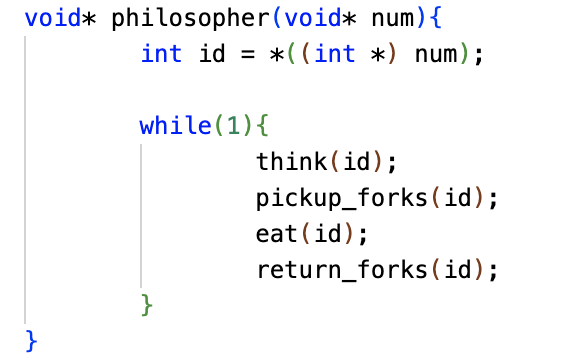 void* philosopher(void* num){
int id = *((int *) num);
while(1){
think(id);
pickup_forks(id);
eat(id);
return_forks(id);
}
}